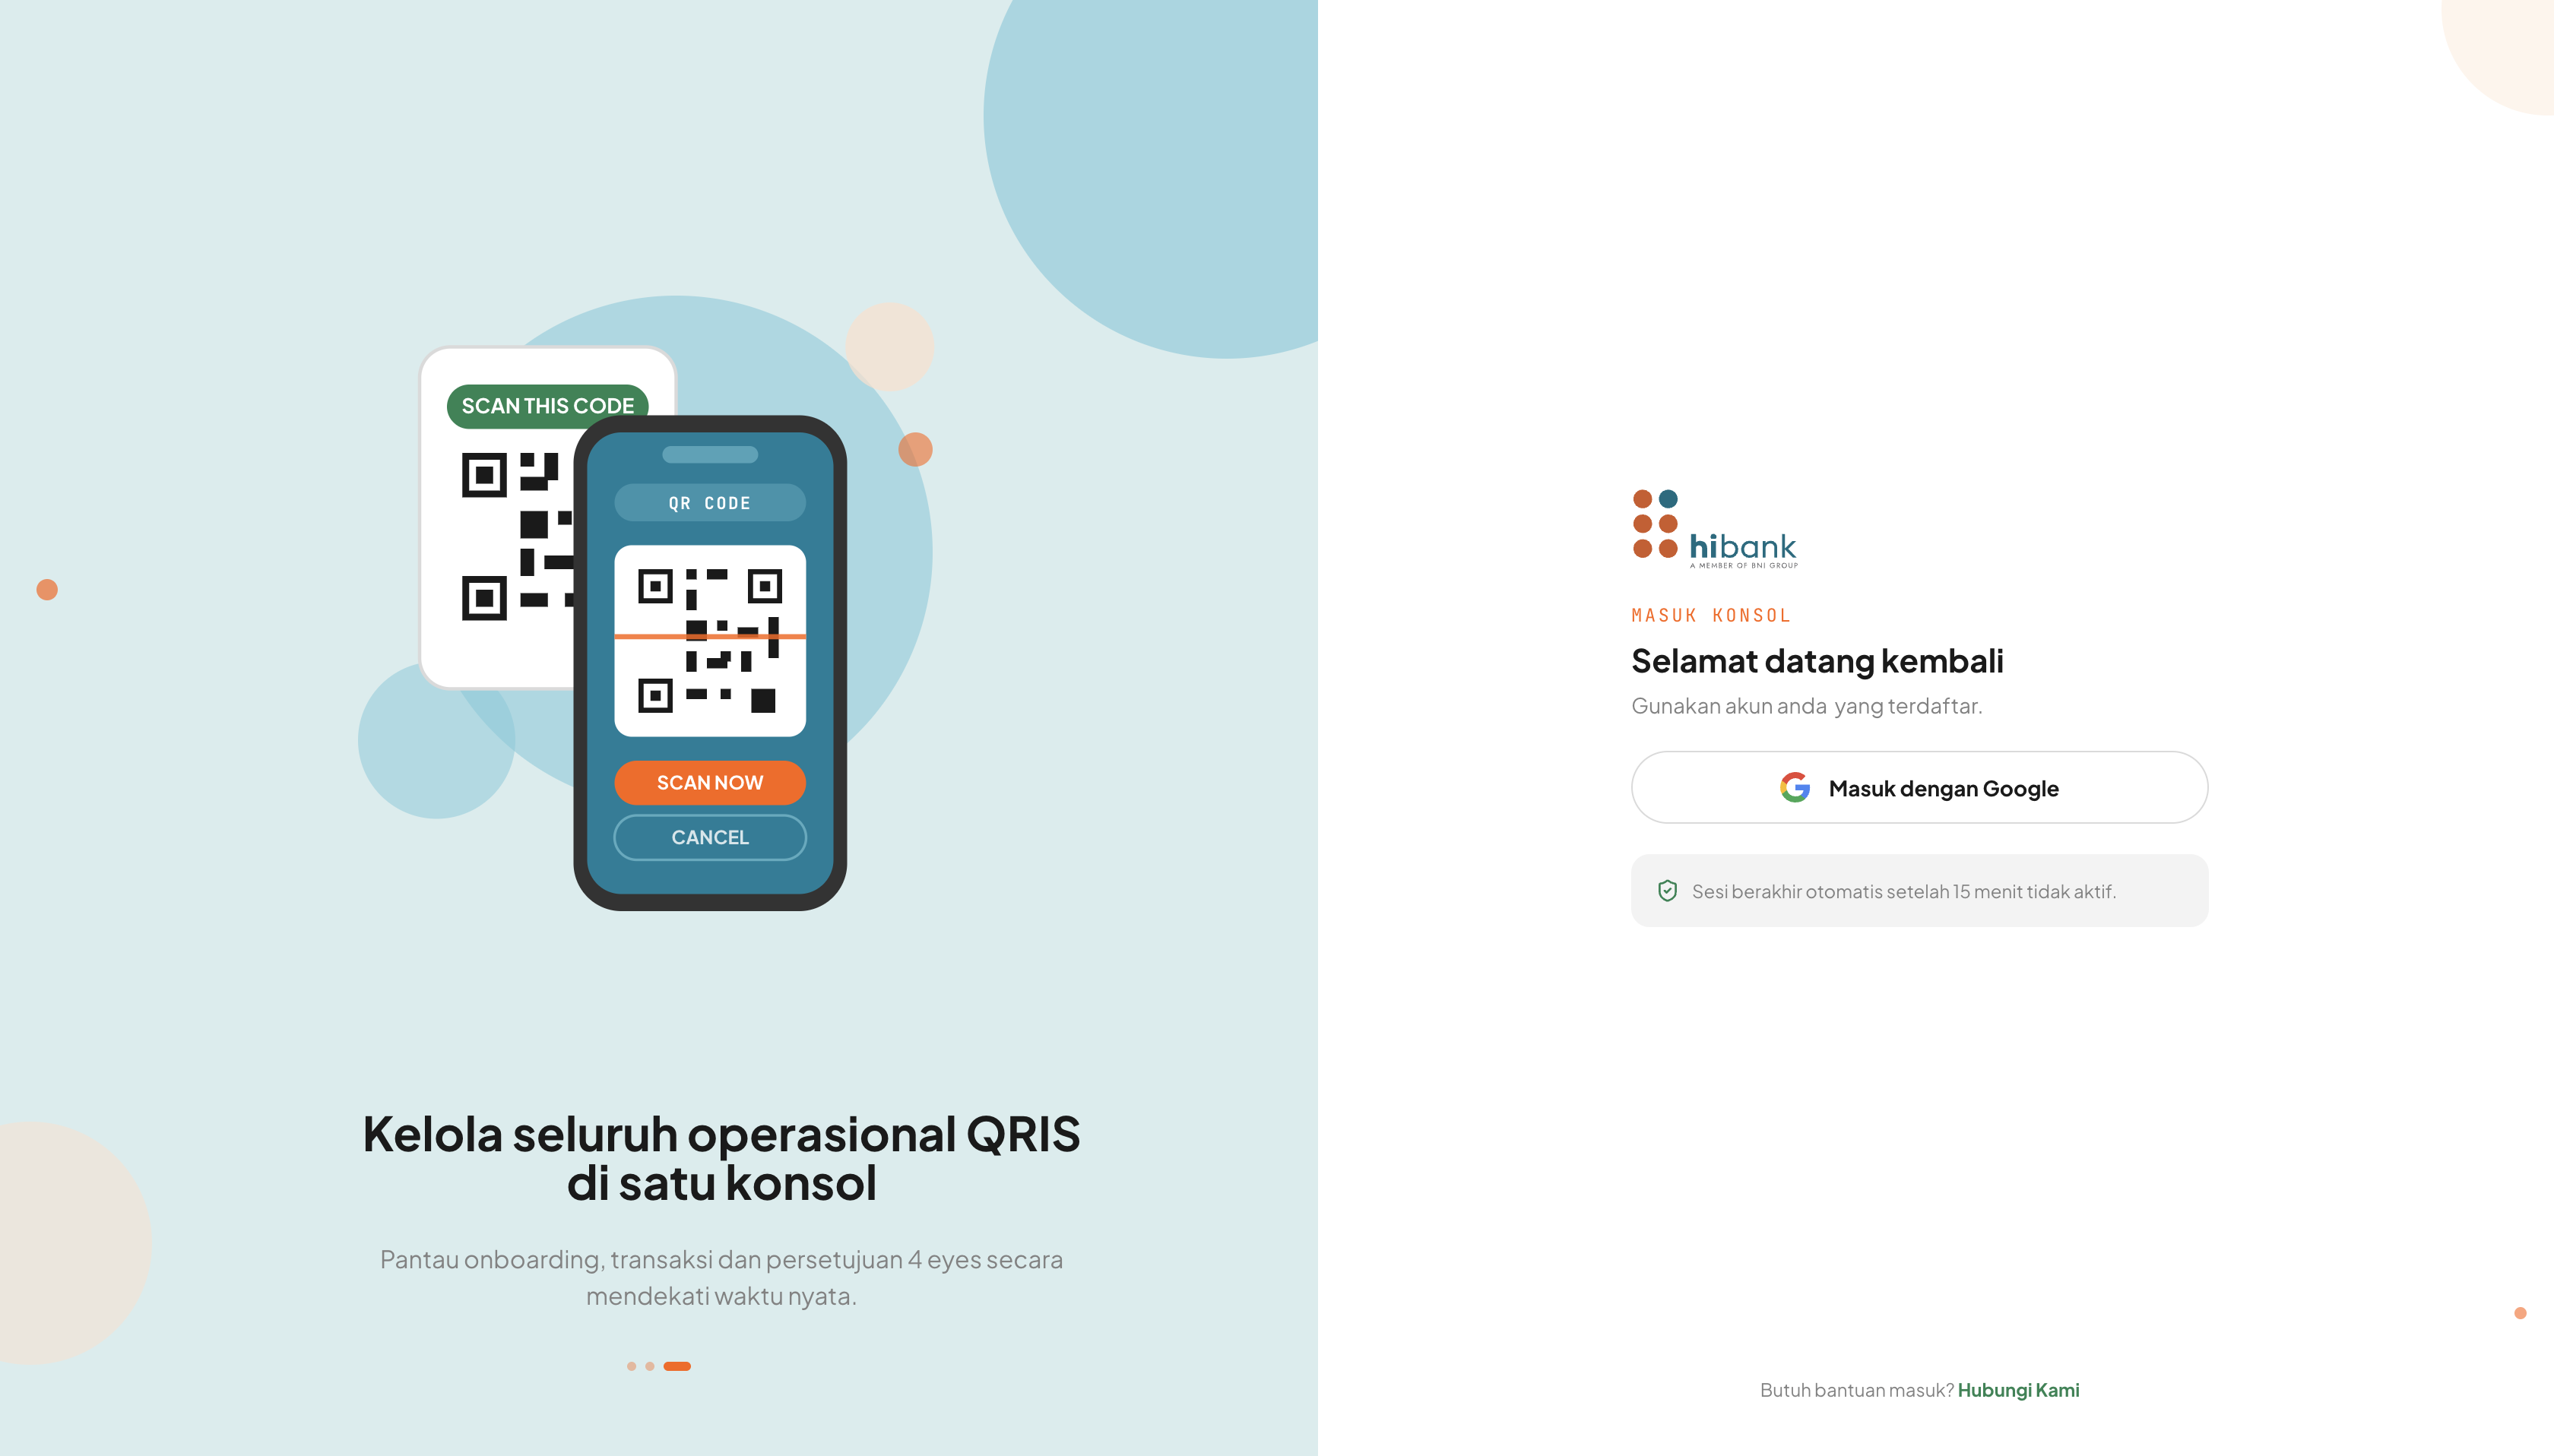 SCAN THIS CODE
QR CODE
SCAN NOW
CANCEL
Kelola seluruh operasional QRIS
di satu konsol
Pantau onboarding, transaksi dan persetujuan 4 eyes secara
mendekati waktu nyata.
hibank
A MEMBER OF BNI GROUP
MASUK KONSOL
Selamat datang kembali
Gunakan akun anda yang terdaftar.
Masuk dengan Google
Sesi berakhir otomatis setelah 15 menit tidak aktif.
Butuh bantuan masuk? Hubungi Kami